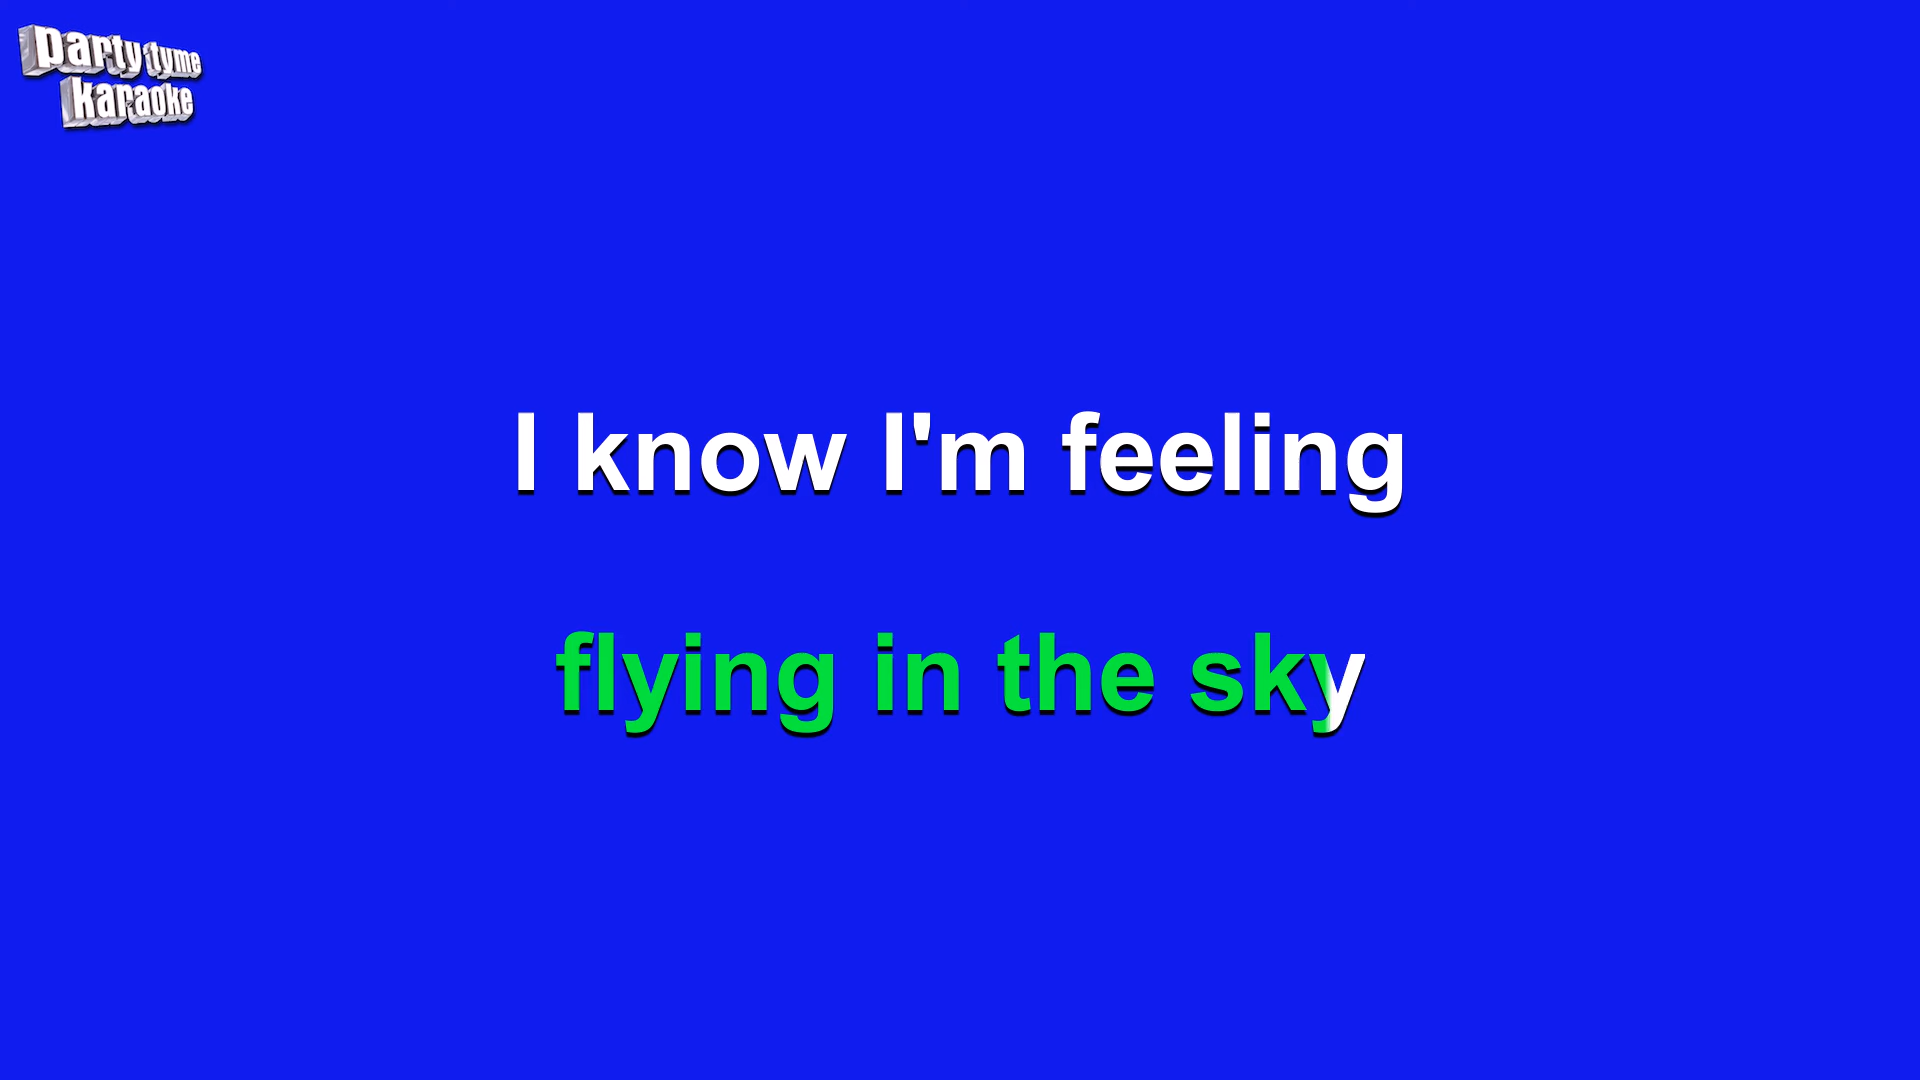 party tyme
karaoke
I know I'm feeling
flying in the sky